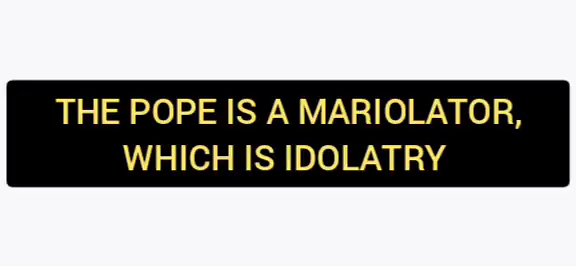 THE POPE IS A MARIOLATOR,
WHICH IS IDOLATRY